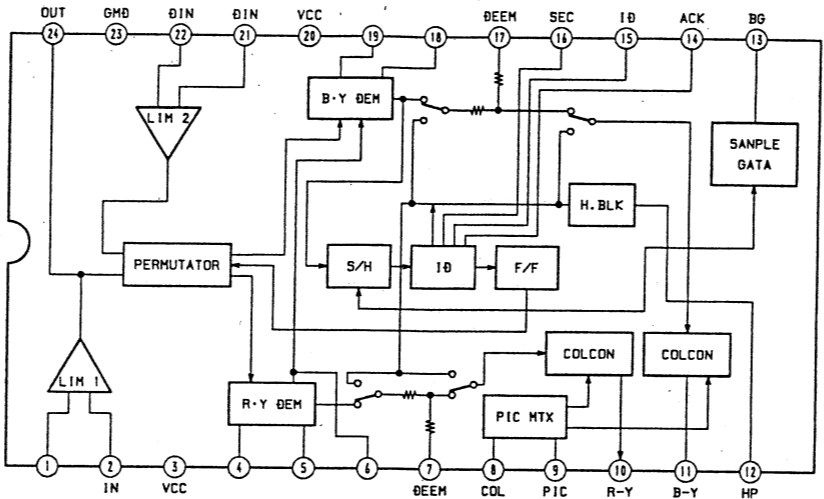 OUT GMĐ ĐIN ĐIN VCC ĐEEM SEC IĐ ACK BG
24 23 22 21 20 19 18 17 16 15 14 13
LIM 2
B·Y ĐEM
SANPLE
GATA
H.BLK
PERMUTATOR
S/H
IĐ
F/F
LIM 1
R·Y ĐEM
COLCON
COLCON
PIC MTX
1 2 3 4 5 6 7 8 9 10 11 12
IN VCC ĐEEM COL PIC R-Y B-Y HP